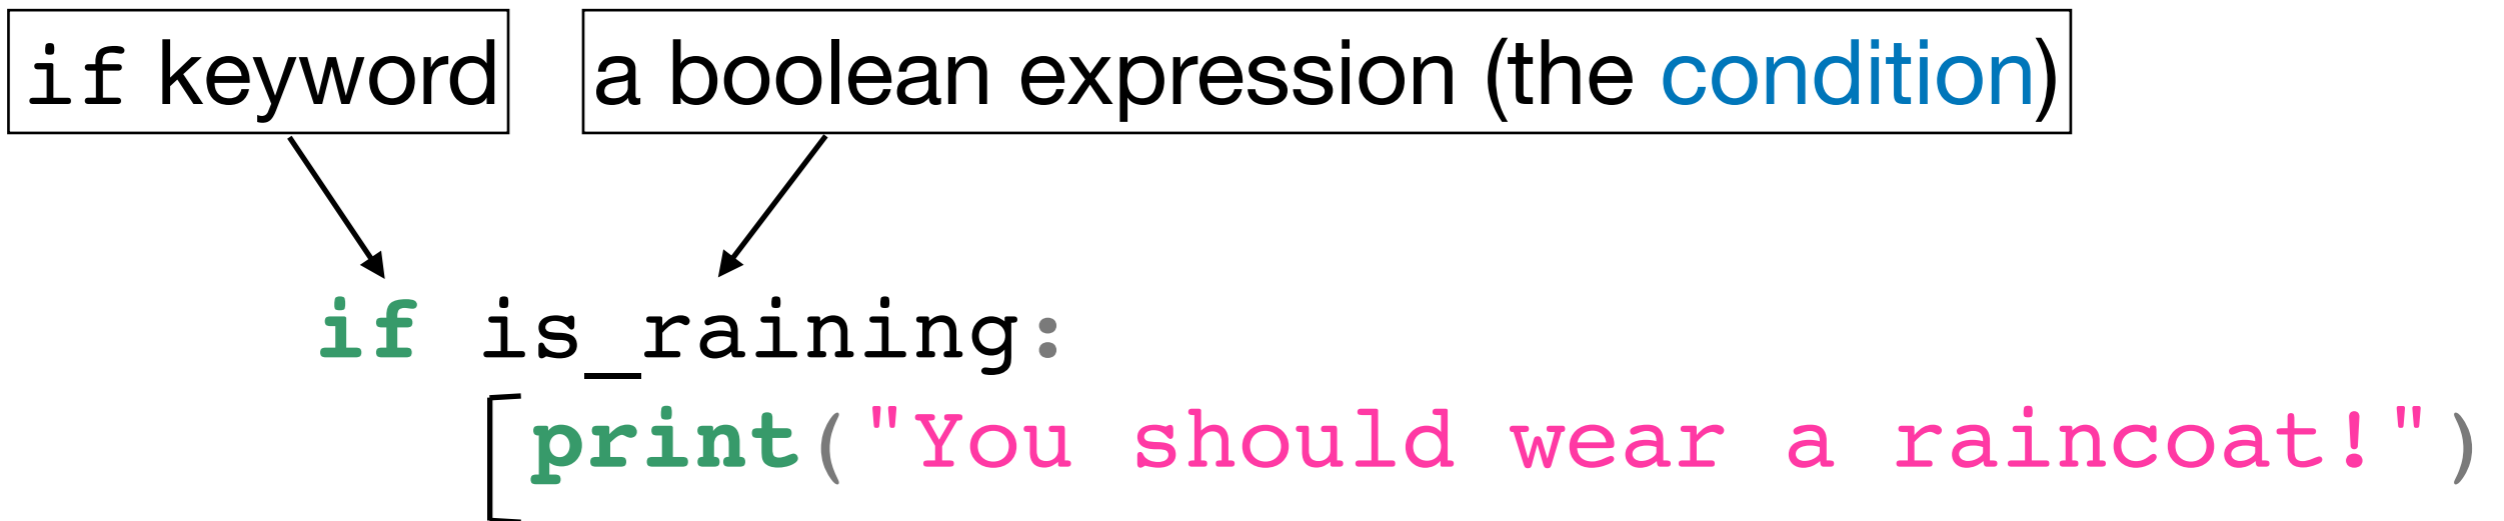 if keyword
a boolean expression (the condition)
if is_raining:
print("You should wear a raincoat!")